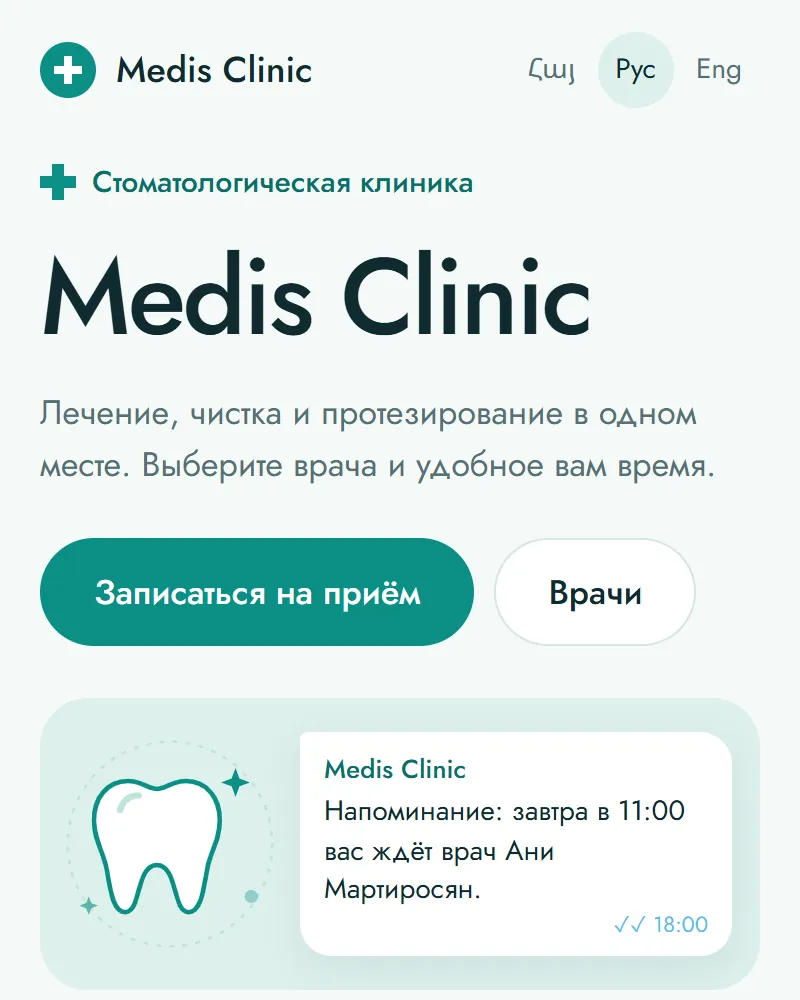 Medis Clinic
Հայ
Рус
Eng
Стоматологическая клиника
Medis Clinic
Лечение, чистка и протезирование в одном
месте. Выберите врача и удобное вам время.
Записаться на приём
Врачи
Medis Clinic
Напоминание: завтра в 11:00
вас ждёт врач Ани
Мартиросян.
✓✓ 18:00